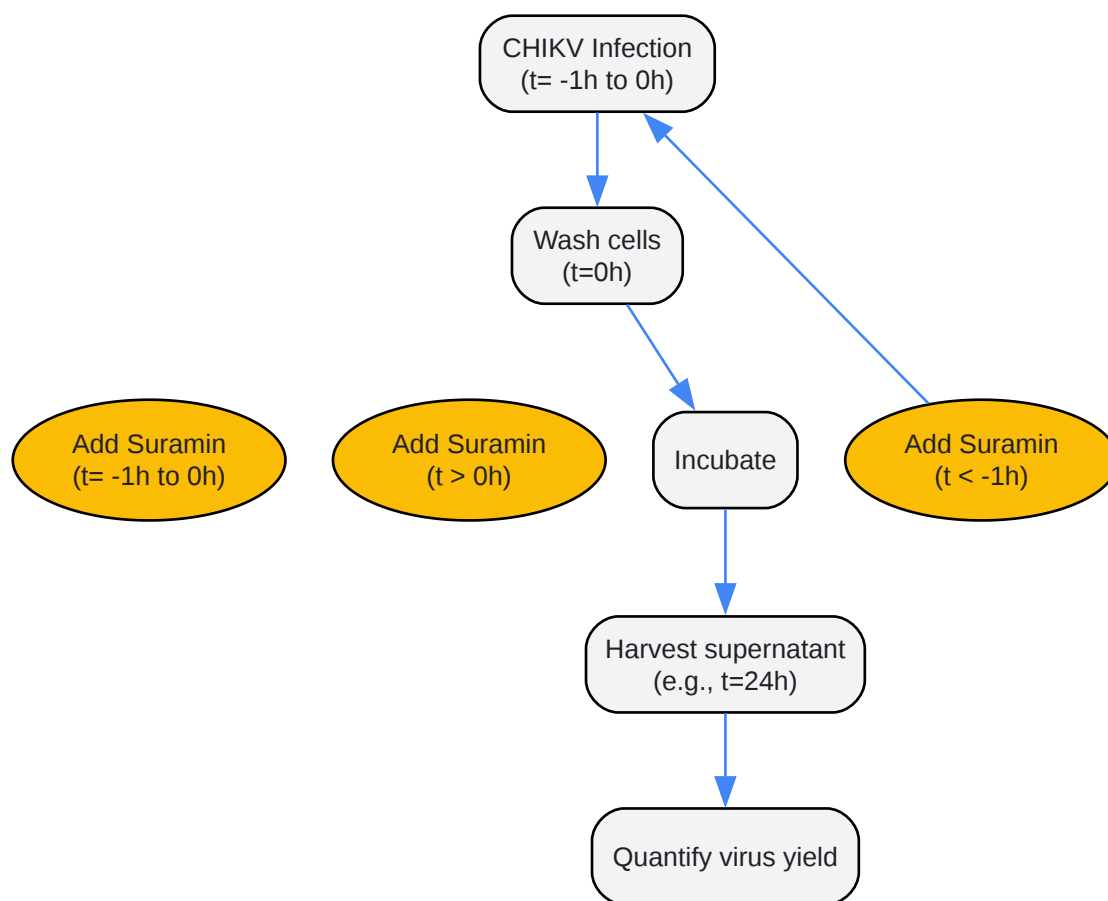 CHIKV Infection
(t= -1h to 0h)
Wash cells
(t=0h)
Add Suramin
(t= -1h to 0h)
Add Suramin
(t > 0h)
Incubate
Add Suramin
(t < -1h)
Harvest supernatant
(e.g., t=24h)
Quantify virus yield